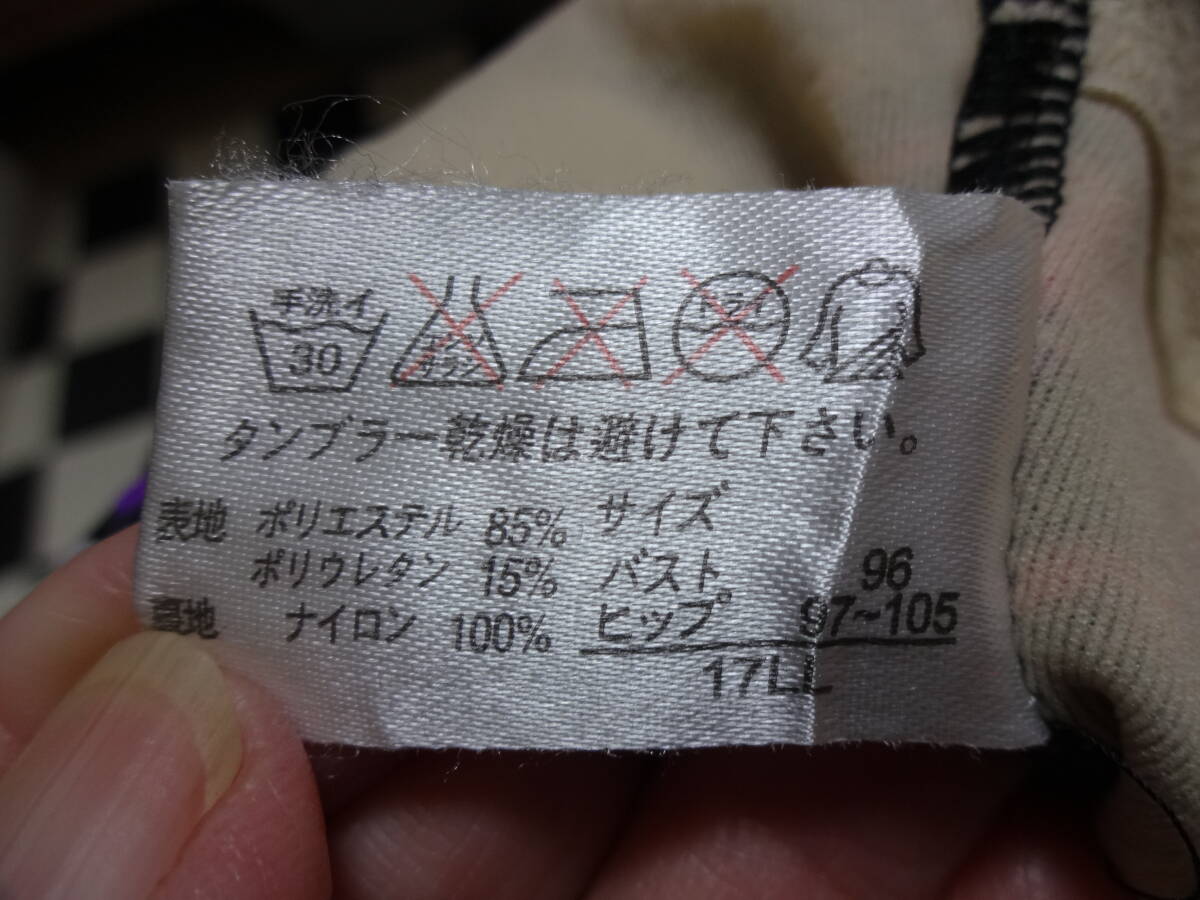 手洗イ
30
タンブラー乾燥は避けて下さい。
表地 ポリエステル 85%
ポリウレタン 15%
裏地 ナイロン 100%
サイズ
バスト 96
ヒップ 97~105
17LL